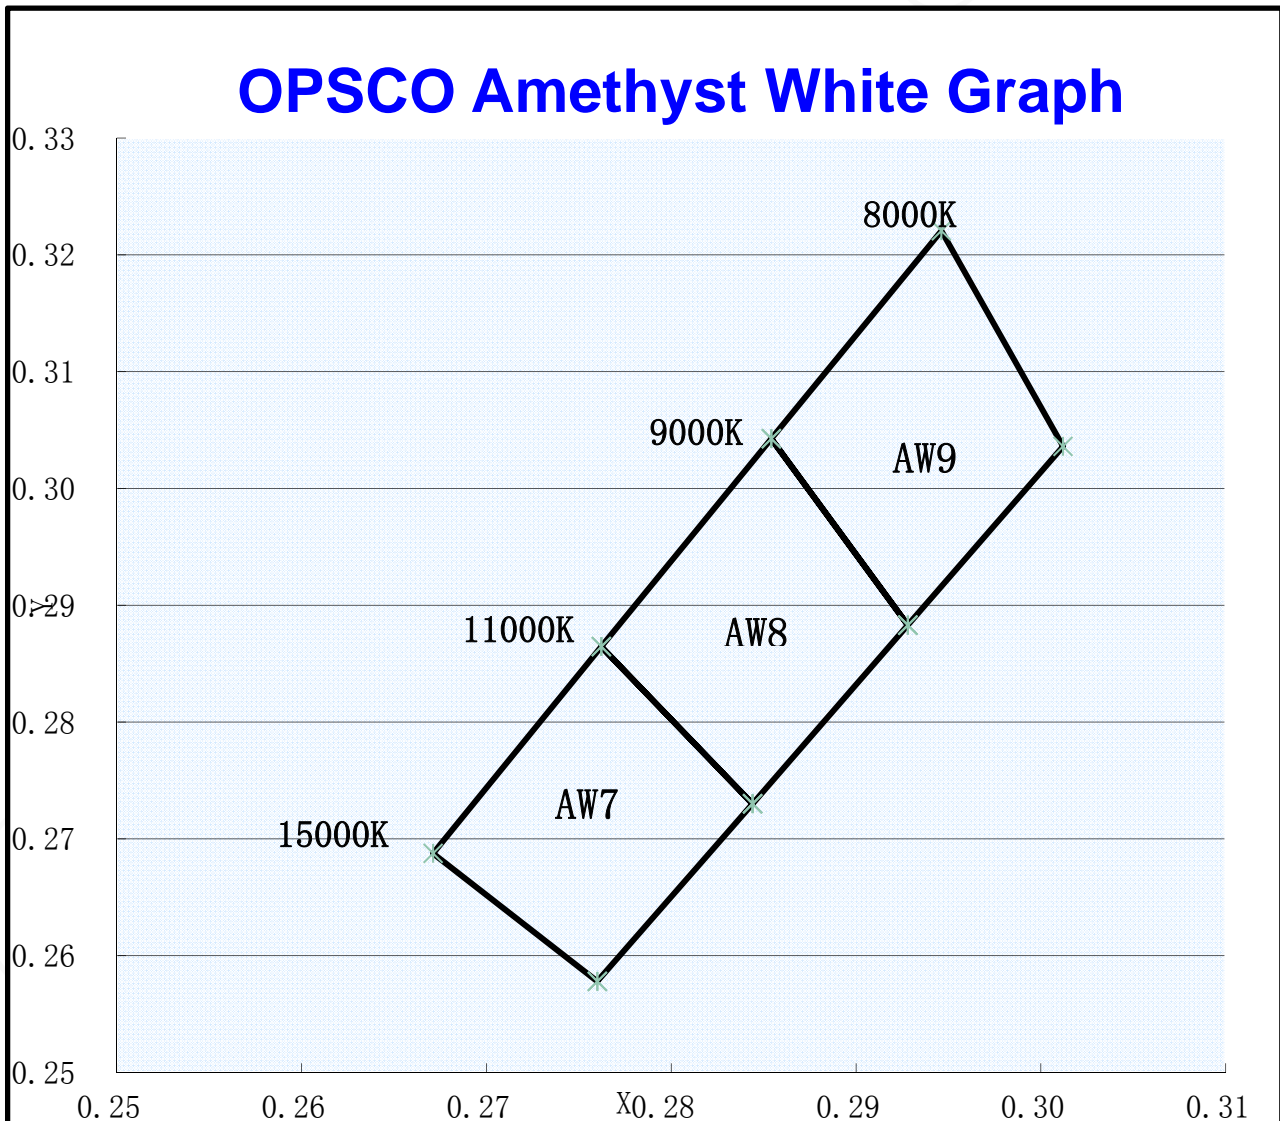 OPSCO Amethyst White Graph
0.33
8000K
0.32
0.31
9000K
AW9
0.30
0.29
Y
11000K
AW8
0.28
AW7
15000K
0.27
0.26
0.25
0.25 0.26 0.27 X 0.28 0.29 0.30 0.31